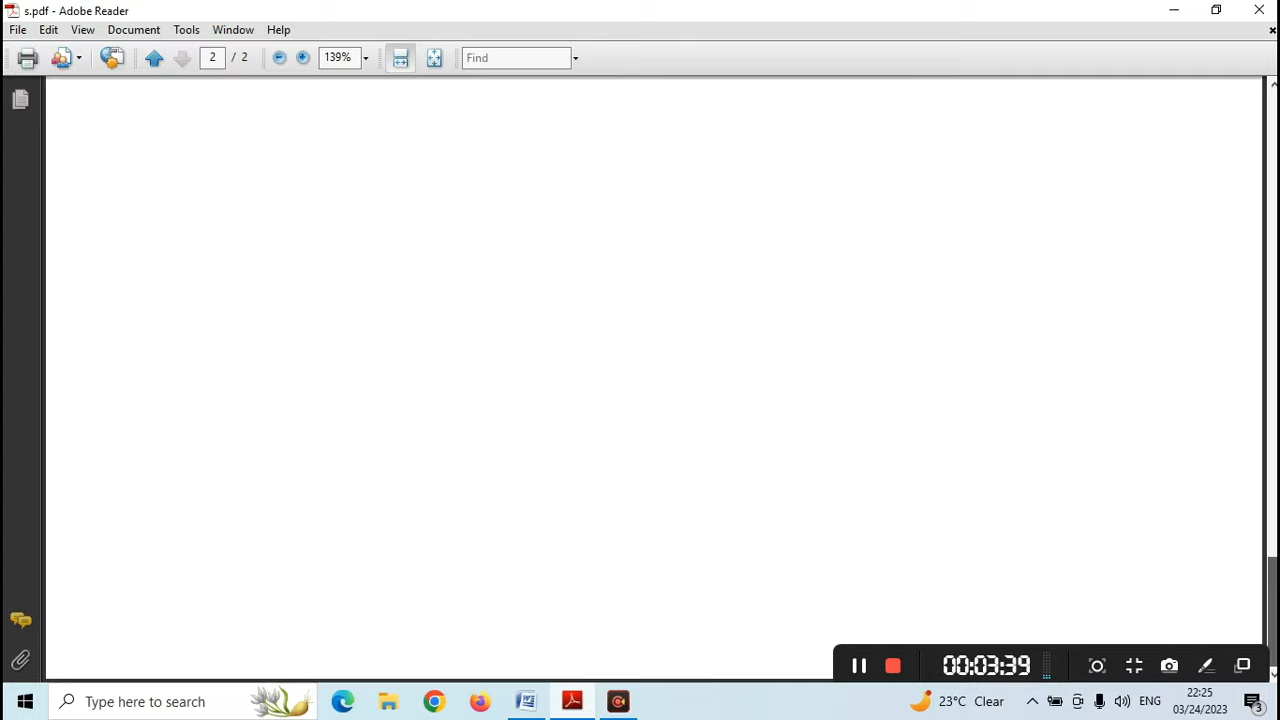 s.pdf - Adobe Reader
File Edit View Document Tools Window Help
2 / 2 139% Find
00:03:39
Type here to search
23°C Clear ENG
22:25
03/24/2023
3